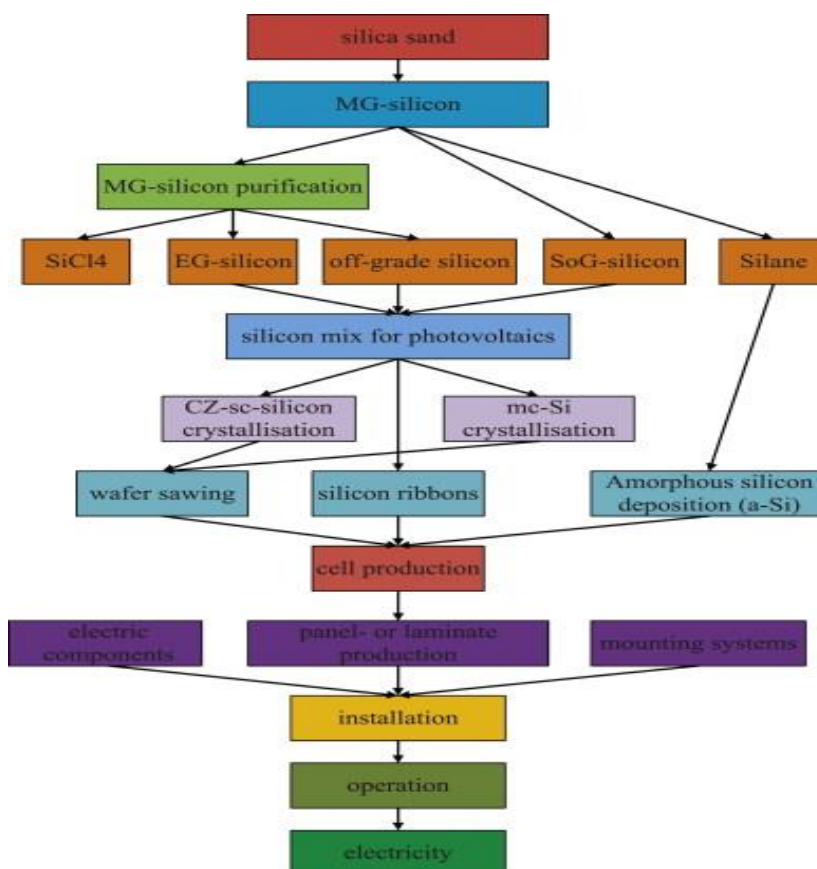 silica sand
MG-silicon
MG-silicon purification
SiCl4
EG-silicon
off-grade silicon
SoG-silicon
Silane
silicon mix for photovoltaics
CZ-sc-silicon
crystallisation
mc-Si
crystallisation
wafer sawing
silicon ribbons
Amorphous silicon
deposition (a-Si)
cell production
electric
components
panel- or laminate
production
mounting systems
installation
operation
electricity